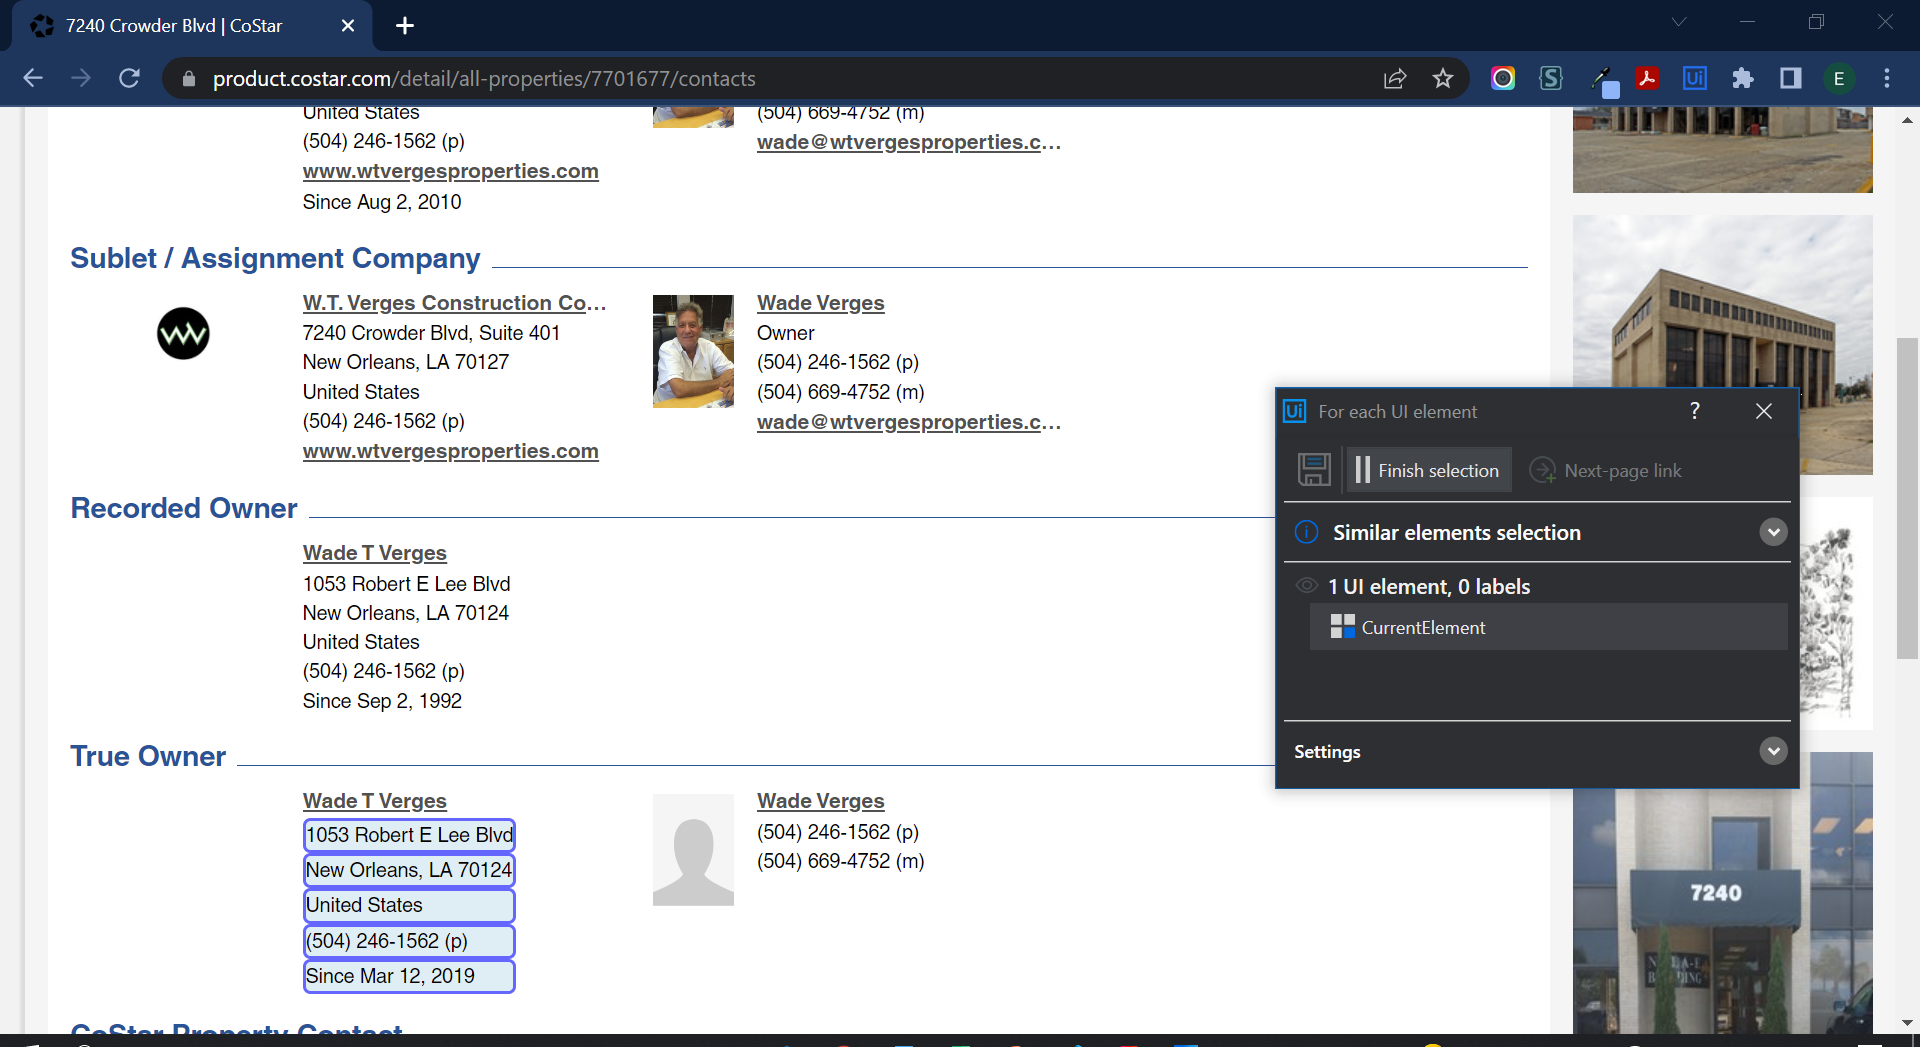 7240 Crowder Blvd | CoStar
product.costar.com/detail/all-properties/7701677/contacts
E
United States
(504) 246-1562 (p)
www.wtvergesproperties.com
Since Aug 2, 2010
(504) 669-4752 (m)
wade@wtvergesproperties.c...
Sublet / Assignment Company
W.T. Verges Construction Co...
7240 Crowder Blvd, Suite 401
New Orleans, LA 70127
United States
(504) 246-1562 (p)
www.wtvergesproperties.com
Wade Verges
Owner
(504) 246-1562 (p)
(504) 669-4752 (m)
wade@wtvergesproperties.c...
Recorded Owner
Wade T Verges
1053 Robert E Lee Blvd
New Orleans, LA 70124
United States
(504) 246-1562 (p)
Since Sep 2, 1992
True Owner
Wade T Verges
1053 Robert E Lee Blvd
New Orleans, LA 70124
United States
(504) 246-1562 (p)
Since Mar 12, 2019
Wade Verges
(504) 246-1562 (p)
(504) 669-4752 (m)
CoStar Property Contact
Ui For each UI element ?
Finish selection
Next-page link
Similar elements selection
1 UI element, 0 labels
CurrentElement
Settings
7240